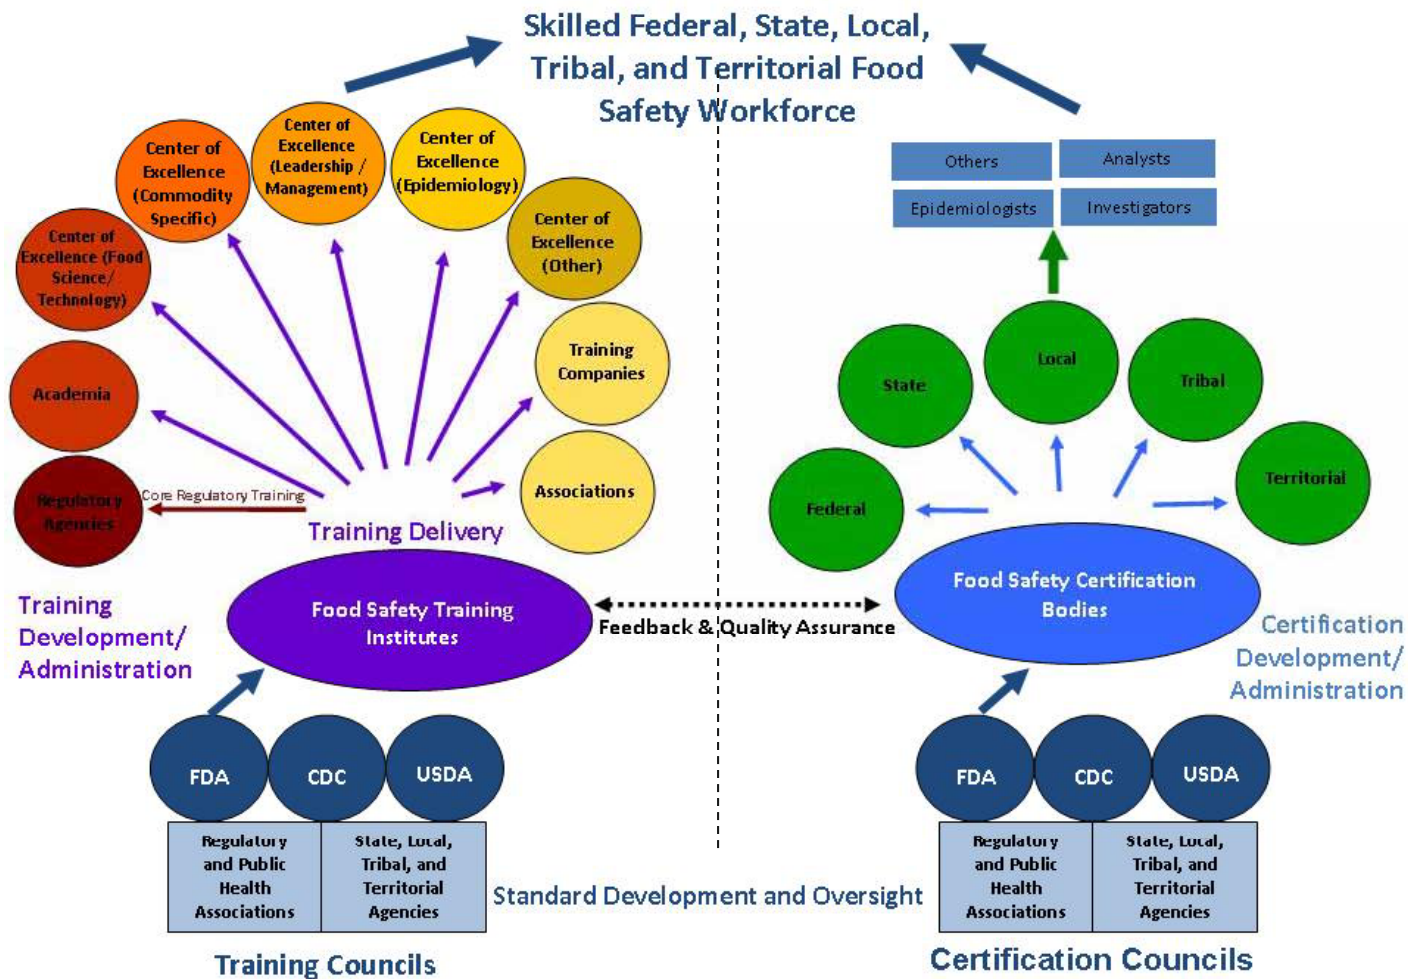 Skilled Federal, State, Local,
Tribal, and Territorial Food
Safety Workforce
Center of
Excellence
(Leadership /
Management)
Center of
Excellence
(Epidemiology)
Center of
Excellence
(Commodity
Specific)
Center of
Excellence
(Other)
Center of
Excellence (Food
Science/
Technology)
Training
Companies
Academia
Associations
Regulatory
Agencies
Core Regulatory Training
Training Delivery
Food Safety Training
Institutes
Training
Development/
Administration
Feedback & Quality Assurance
FDA
CDC
USDA
Regulatory
and Public
Health
Associations
State, Local,
Tribal, and
Territorial
Agencies
Training Councils
Standard Development and Oversight
Others
Analysts
Epidemiologists
Investigators
Local
State
Tribal
Federal
Territorial
Food Safety Certification
Bodies
Certification
Development/
Administration
FDA
CDC
USDA
Regulatory
and Public
Health
Associations
State, Local,
Tribal, and
Territorial
Agencies
Certification Councils